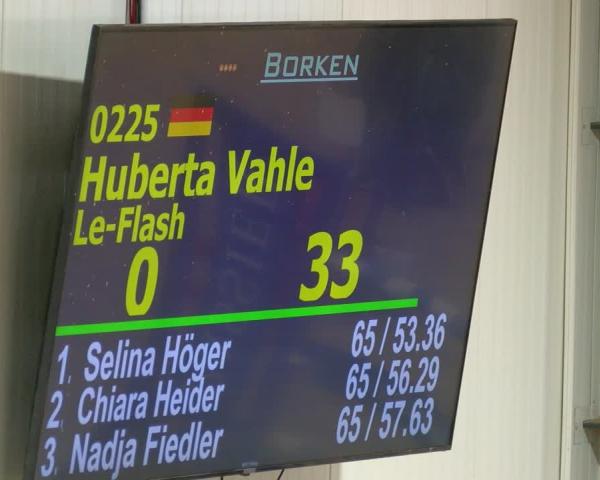 BORKEN
0225
Huberta Vahle
Le-Flash
0 33
1. Selina Höger 65 / 53.36
2. Chiara Heider 65 / 56.29
3. Nadja Fiedler 65 / 57.63